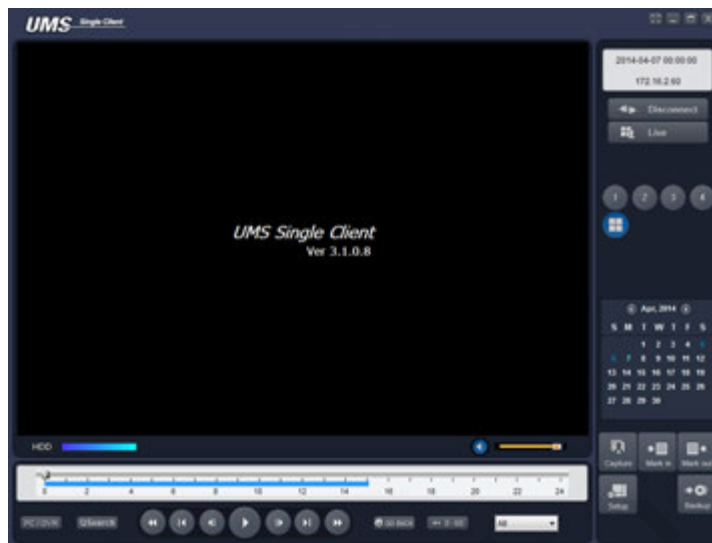 UMS Single Client
2014-04-07 00:00:00
172.16.2.60
Disconnect
Live
1 2 3 4
UMS Single Client
Ver 3.1.0.8
Apr, 2014
S M T W T F S
1 2 3 4 5
6 7 8 9 10 11 12
13 14 15 16 17 18 19
20 21 22 23 24 25 26
27 28 29 30
HDD
Capture Mark in Mark out
0 2 4 6 8 10 12 14 16 18 20 22 24
Setup Backup
PC / DVR QSearch GO BACK All